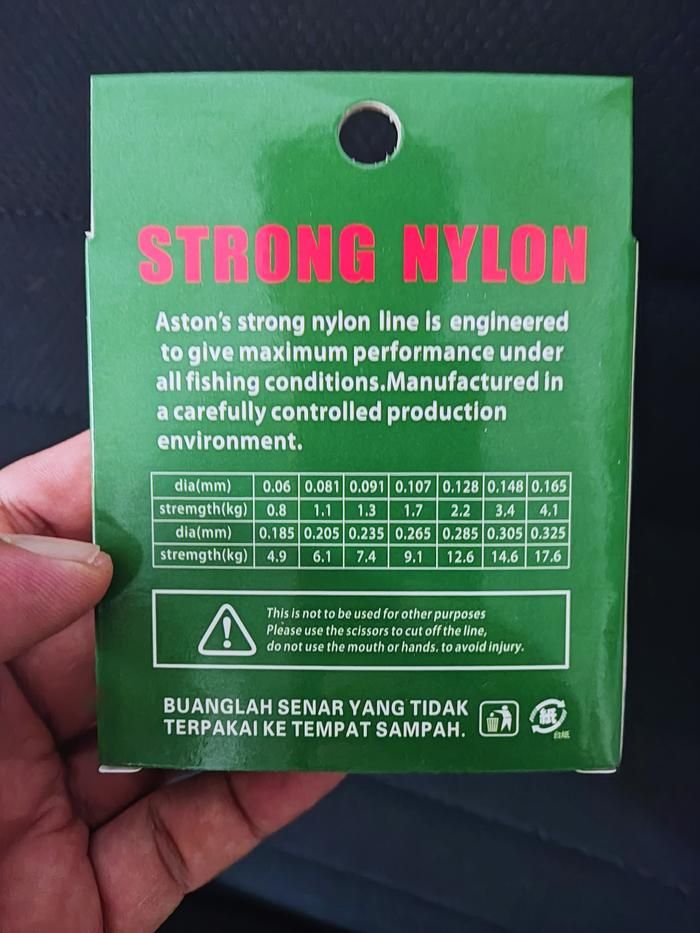 STRONG NYLON
Aston's strong nylon line is engineered
to give maximum performance under
all fishing conditions.Manufactured in
a carefully controlled production
environment.
dia(mm) 0.06 0.081 0.091 0.107 0.128 0.148 0.165
stremgth(kg) 0.8 1.1 1.3 1.7 2.2 3.4 4.1
dia(mm) 0.185 0.205 0.235 0.265 0.285 0.305 0.325
stremgth(kg) 4.9 6.1 7.4 9.1 12.6 14.6 17.6
This is not to be used for other purposes
Please use the scissors to cut off the line,
do not use the mouth or hands. to avoid injury.
BUANGLAH SENAR YANG TIDAK
TERPAKAI KE TEMPAT SAMPAH.
紙